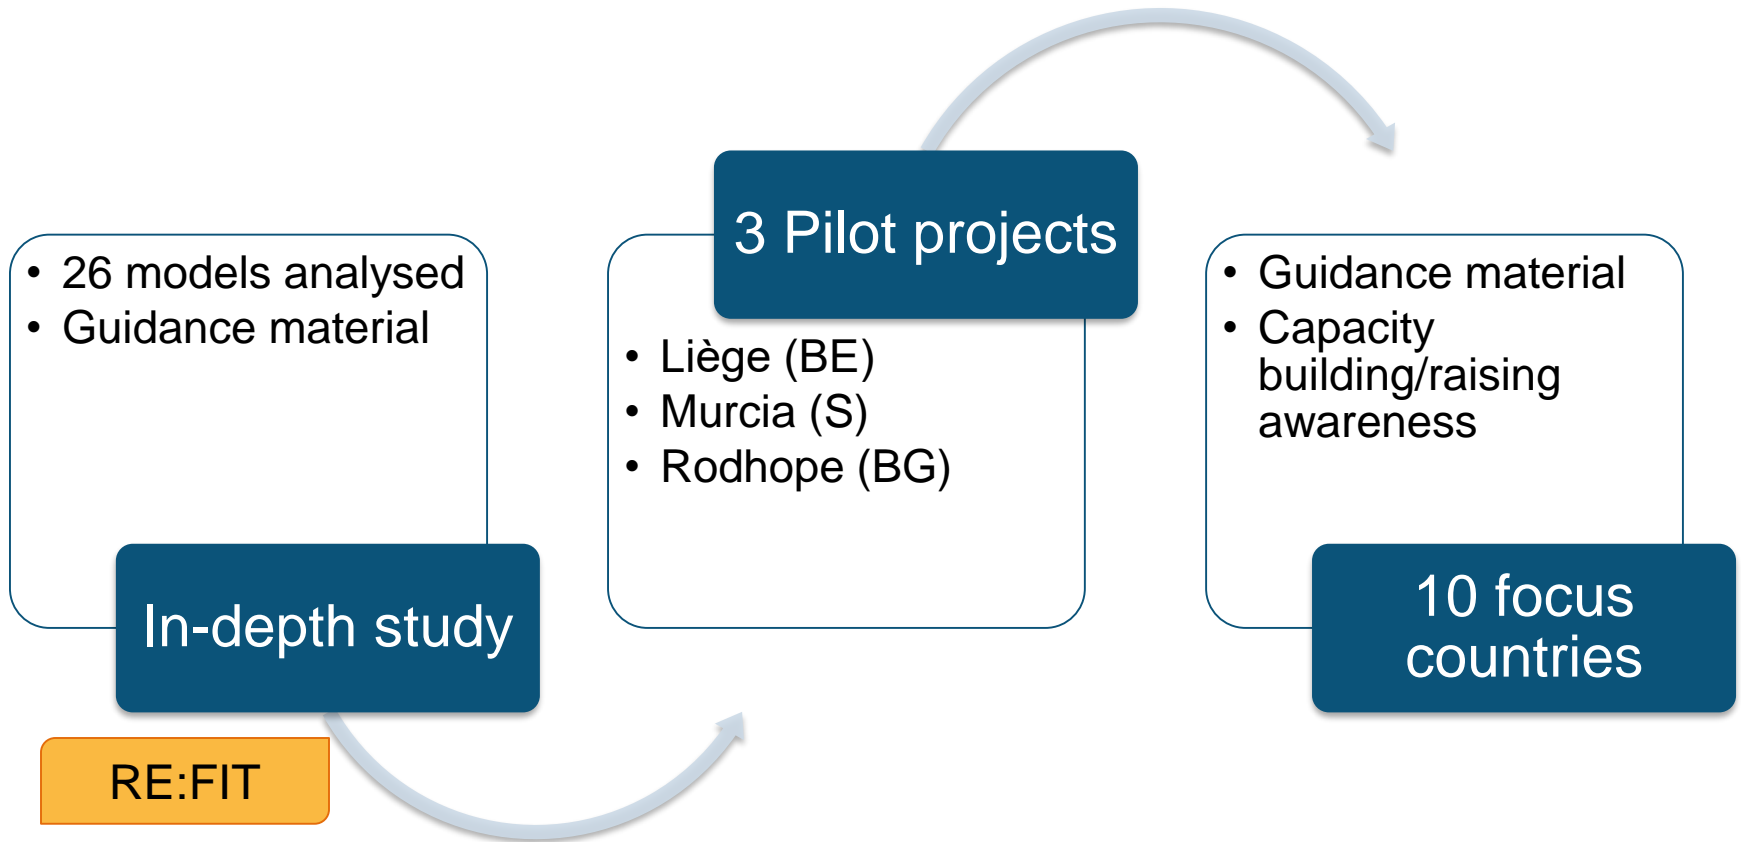 • 26 models analysed
• Guidance material
In-depth study
RE:FIT
3 Pilot projects
• Liège (BE)
• Murcia (S)
• Rodhope (BG)
• Guidance material
• Capacity
building/raising
awareness
10 focus
countries